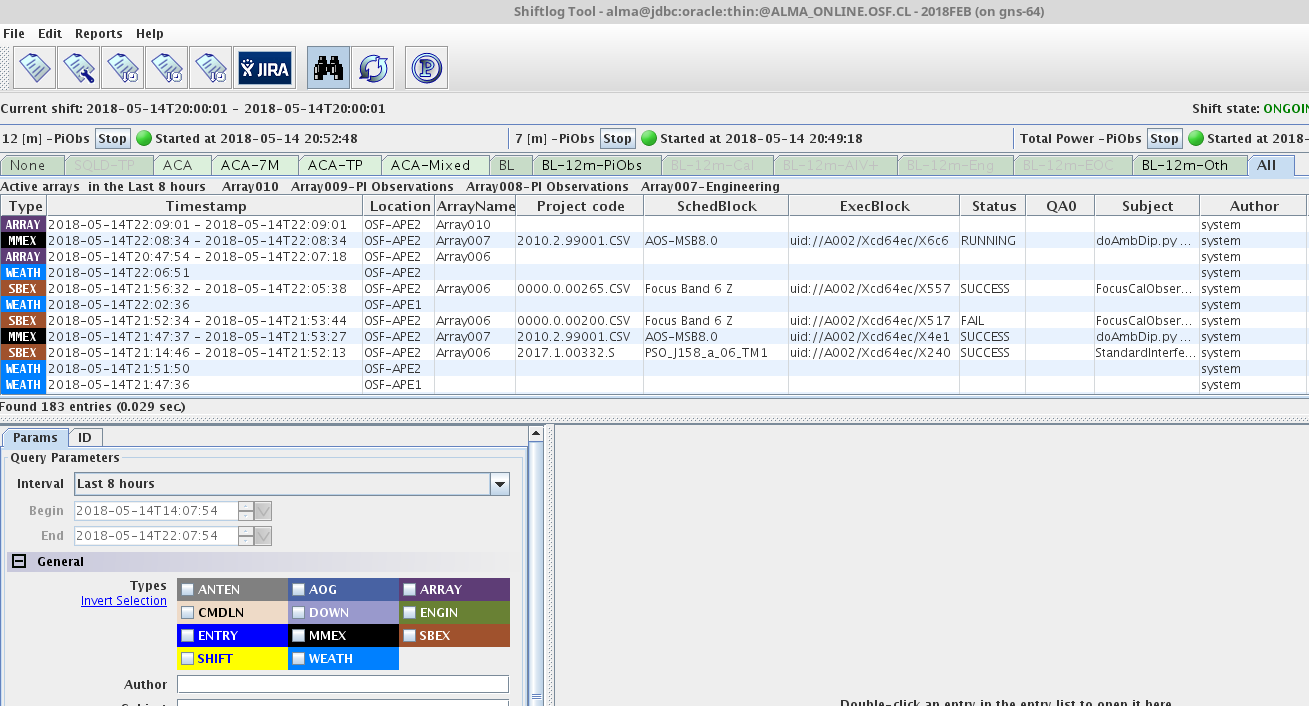 Shiftlog Tool - alma@jdbc:oracle:thin:@ALMA_ONLINE.OSF.CL - 2018FEB (on gns-64)
File Edit Reports Help
JIRA P
Current shift: 2018-05-14T20:00:01 - 2018-05-14T20:00:01 Shift state: ONGOIN
12 [m] -PiObs Stop Started at 2018-05-14 20:52:48 7 [m] -PiObs Stop Started at 2018-05-14 20:49:18 Total Power -PiObs Stop Started at 2018-
None SQLD-TP ACA ACA-7M ACA-TP ACA-Mixed BL BL-12m-PiObs BL-12m-Cal BL-12m-AIV+ BL-12m-Eng BL-12m-EOC BL-12m-Oth All
Active arrays in the Last 8 hours Array010 Array009-PI Observations Array008-PI Observations Array007-Engineering
Type Timestamp Location ArrayName Project code SchedBlock ExecBlock Status QA0 Subject Author
ARRAY 2018-05-14T22:09:01 - 2018-05-14T22:09:01 OSF-APE2 Array010 system
MMEX 2018-05-14T22:08:34 - 2018-05-14T22:08:34 OSF-APE2 Array007 2010.2.99001.CSV AOS-MSB8.0 uid://A002/Xcd64ec/X6c6 RUNNING doAmbDip.py ... system
ARRAY 2018-05-14T20:47:54 - 2018-05-14T22:07:18 OSF-APE2 Array006 system
WEATH 2018-05-14T22:06:51 OSF-APE2 system
SBEX 2018-05-14T21:56:32 - 2018-05-14T22:05:38 OSF-APE2 Array006 0000.0.00265.CSV Focus Band 6 Z uid://A002/Xcd64ec/X557 SUCCESS FocusCalObser... system
WEATH 2018-05-14T22:02:36 OSF-APE1 system
SBEX 2018-05-14T21:52:34 - 2018-05-14T21:53:44 OSF-APE2 Array006 0000.0.00200.CSV Focus Band 6 Z uid://A002/Xcd64ec/X517 FAIL FocusCalObser... system
MMEX 2018-05-14T21:47:37 - 2018-05-14T21:53:27 OSF-APE2 Array007 2010.2.99001.CSV AOS-MSB8.0 uid://A002/Xcd64ec/X4e1 SUCCESS doAmbDip.py ... system
SBEX 2018-05-14T21:14:46 - 2018-05-14T21:52:13 OSF-APE2 Array006 2017.1.00332.S PSO_J158_a_06_TM1 uid://A002/Xcd64ec/X240 SUCCESS StandardInterfe... system
WEATH 2018-05-14T21:51:50 OSF-APE2 system
WEATH 2018-05-14T21:47:36 OSF-APE1 system
Found 183 entries (0.029 sec.)
Params ID
Query Parameters
Interval Last 8 hours
Begin 2018-05-14T14:07:54
End 2018-05-14T22:07:54
General
Types ANTEN AOG ARRAY
Invert Selection CMDLN DOWN ENGIN
ENTRY MMEX SBEX
SHIFT WEATH
Author
Double-click an entry in the entry list to open it here